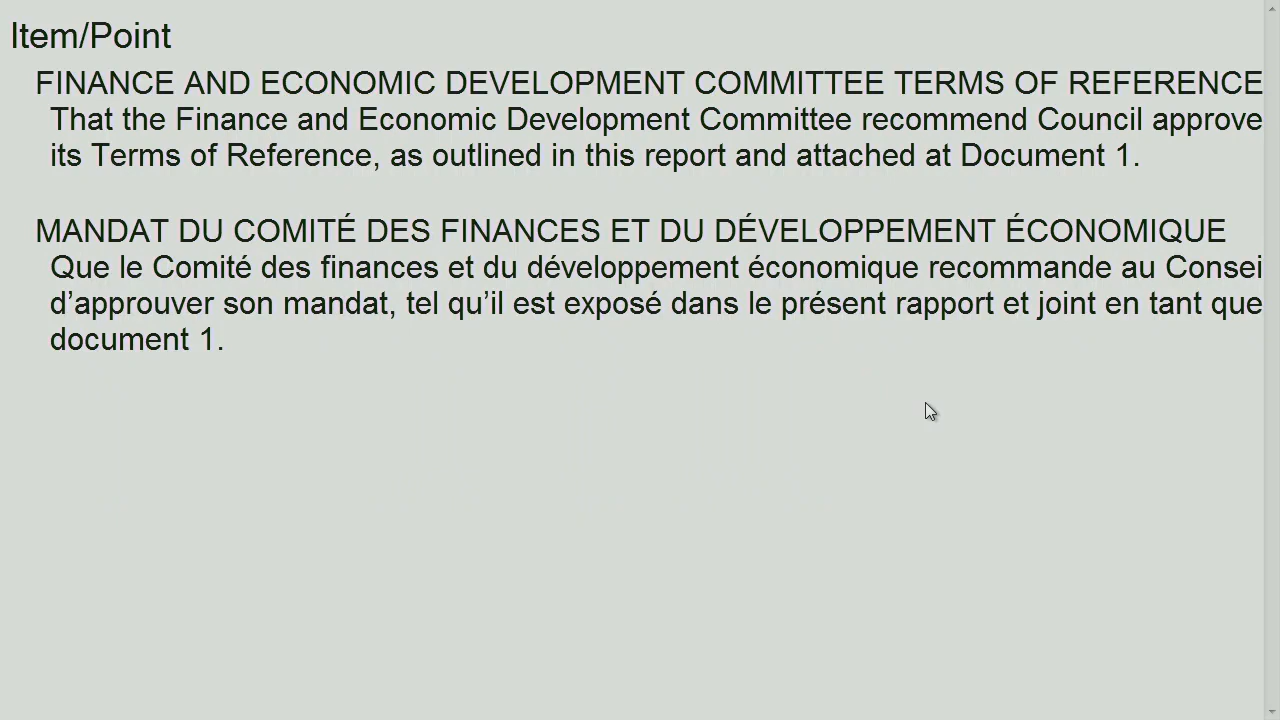 Item/Point
FINANCE AND ECONOMIC DEVELOPMENT COMMITTEE TERMS OF REFERENCE
That the Finance and Economic Development Committee recommend Council approve
its Terms of Reference, as outlined in this report and attached at Document 1.
MANDAT DU COMITÉ DES FINANCES ET DU DÉVELOPPEMENT ÉCONOMIQUE
Que le Comité des finances et du développement économique recommande au Consei
d’approuver son mandat, tel qu’il est exposé dans le présent rapport et joint en tant que
document 1.